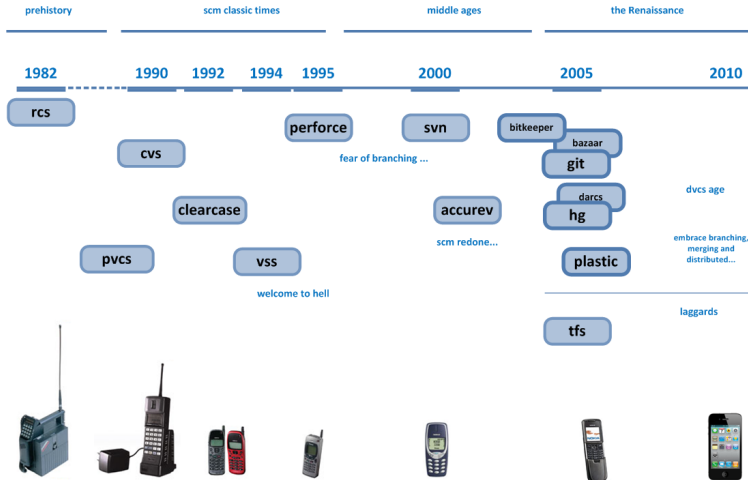 prehistory
scm classic times
middle ages
the Renaissance
1982
1990
1992
1994
1995
2000
2005
2010
rcs
perforce
svn
bitkeeper
bazaar
cvs
fear of branching ...
git
darcs
dvcs age
clearcase
accurev
hg
scm redone...
embrace branching,
merging and
distributed...
pvcs
vss
plastic
welcome to hell
laggards
tfs